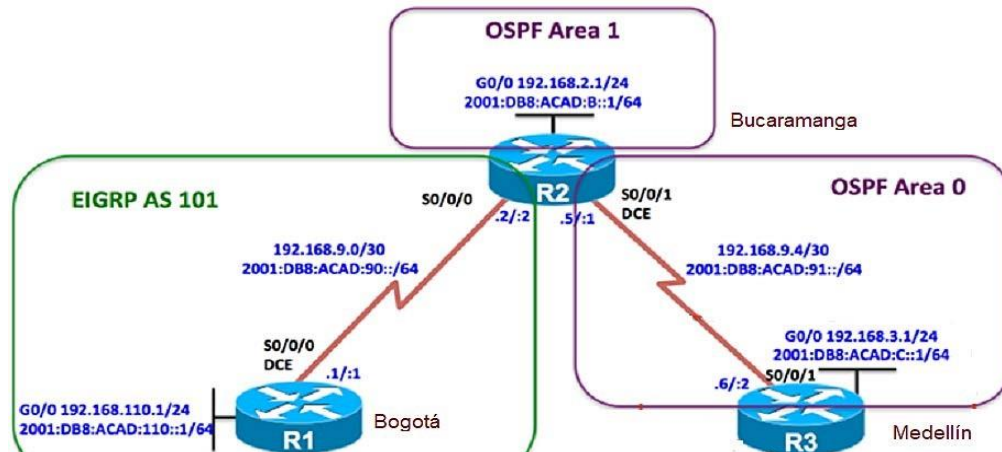 OSPF Area 1
G0/0 192.168.2.1/24
2001:DB8:ACAD:B::1/64
Bucaramanga
R2
EIGRP AS 101
S0/0/0
.2/:2
.5/:1
S0/0/1
DCE
OSPF Area 0
192.168.9.0/30
2001:DB8:ACAD:90::/64
192.168.9.4/30
2001:DB8:ACAD:91::/64
S0/0/0
DCE
.1/:1
G0/0 192.168.3.1/24
2001:DB8:ACAD:C::1/64
.6/:2
S0/0/1
G0/0 192.168.110.1/24
2001:DB8:ACAD:110::1/64
R1
Bogotá
R3
Medellín